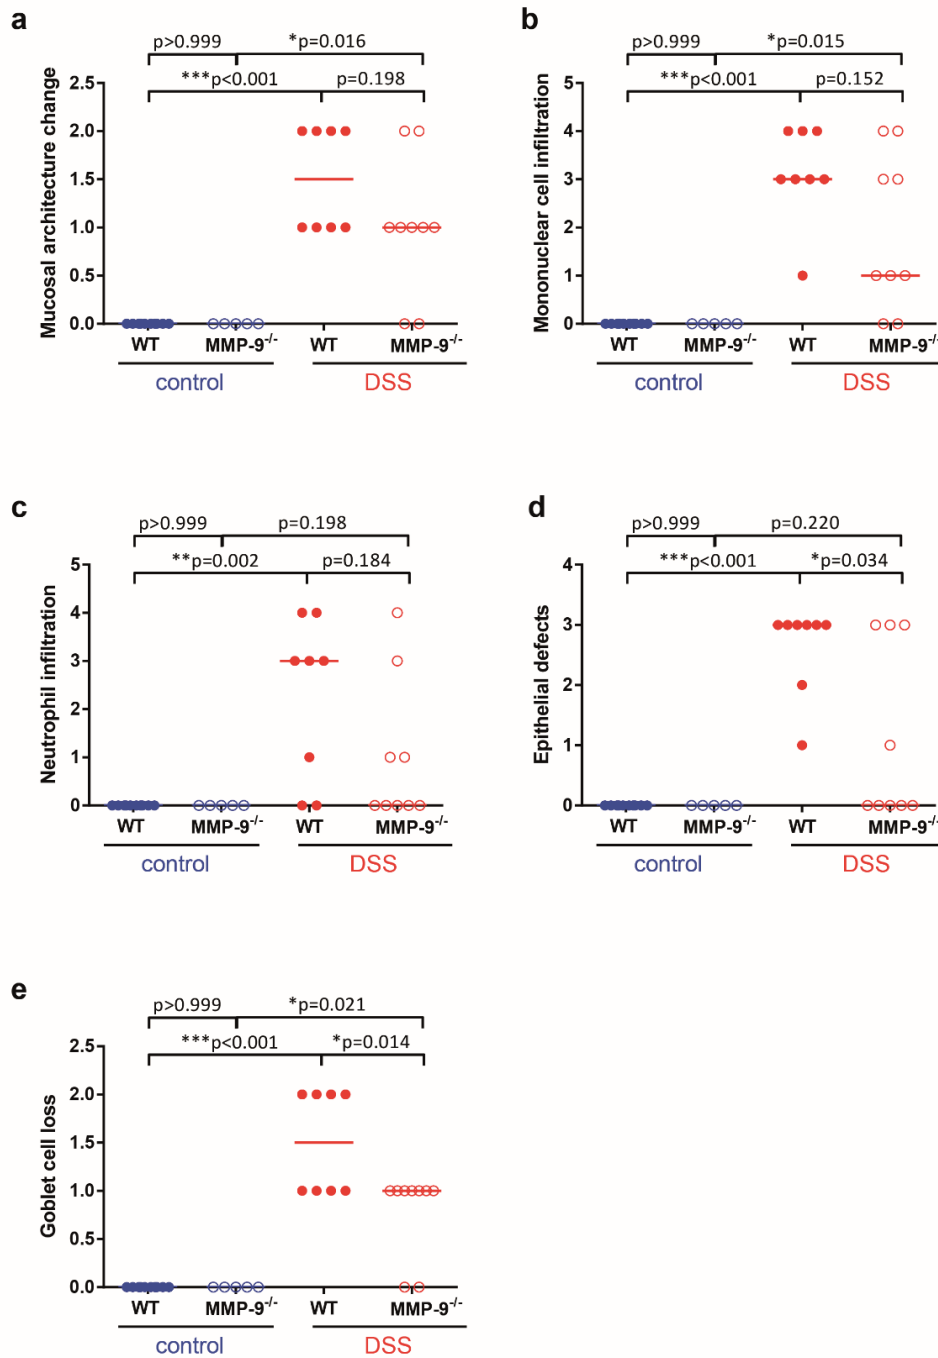 a
p>0.999
*p=0.016
***p<0.001
p=0.198
Mucosal architecture change
2.5
2.0
1.5
1.0
0.5
0.0
WT
MMP-9-/-
WT
MMP-9-/-
control
DSS
b
p>0.999
*p=0.015
***p<0.001
p=0.152
Mononuclear cell infiltration
5
4
3
2
1
0
WT
MMP-9-/-
WT
MMP-9-/-
control
DSS
c
p>0.999
p=0.198
**p=0.002
p=0.184
Neutrophil infiltration
5
4
3
2
1
0
WT
MMP-9-/-
WT
MMP-9-/-
control
DSS
d
p>0.999
p=0.220
***p<0.001
*p=0.034
Epithelial defects
4
3
2
1
0
WT
MMP-9-/-
WT
MMP-9-/-
control
DSS
e
p>0.999
*p=0.021
***p<0.001
*p=0.014
Goblet cell loss
2.5
2.0
1.5
1.0
0.5
0.0
WT
MMP-9-/-
WT
MMP-9-/-
control
DSS